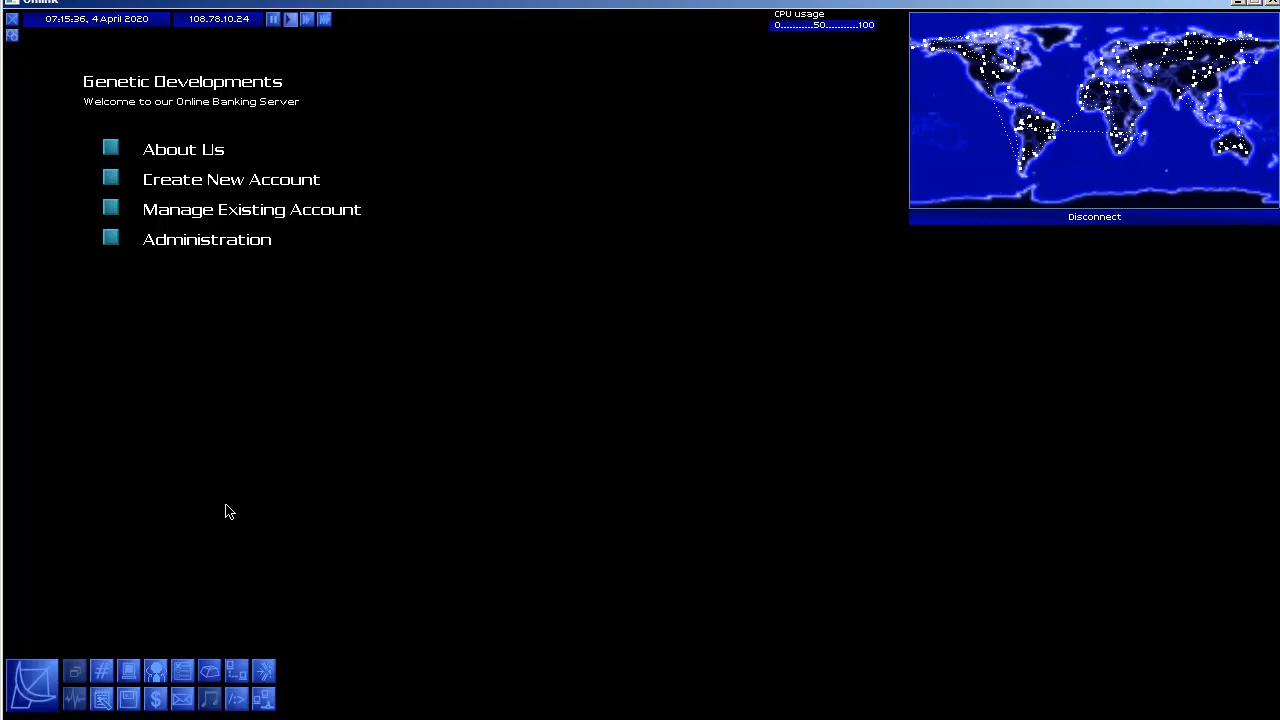 07:15:36, 4 April 2020
108.78.10.24
CPU usage
0..........50...........100
Genetic Developments
Welcome to our Online Banking Server
About Us
Create New Account
Manage Existing Account
Administration
Disconnect